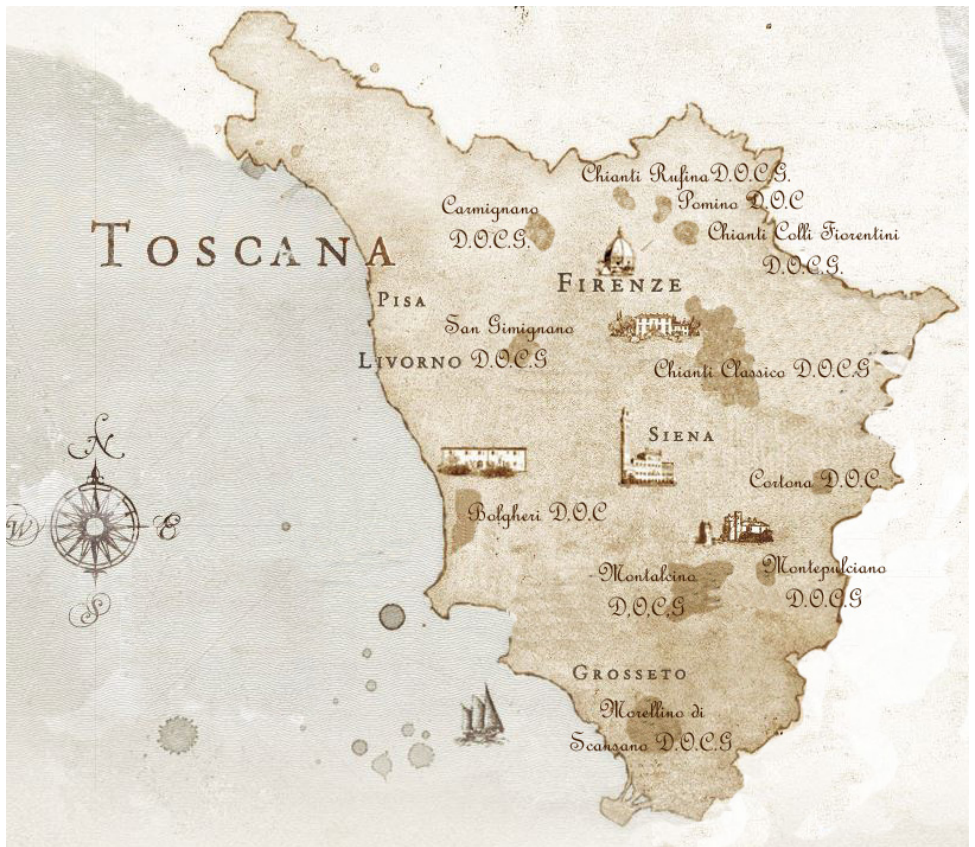 Chianti Rufina D.O.C.G.
Pomino D.O.C
Carmignano
D.O.C.G.
Chianti Colli Fiorentini
D.O.C.G.
TOSCANA
FIRENZE
PISA
San Gimignano
D.O.C.G
LIVORNO
Chianti Classico D.O.C.G
SIENA
N
Cortona D.O.C.
Bolgheri D.O.C
W
E
Montalcino
D,O,C,G
Montepulciano
D.O.C.G
S
GROSSETO
Morellino di
Scansano D.O.C.G